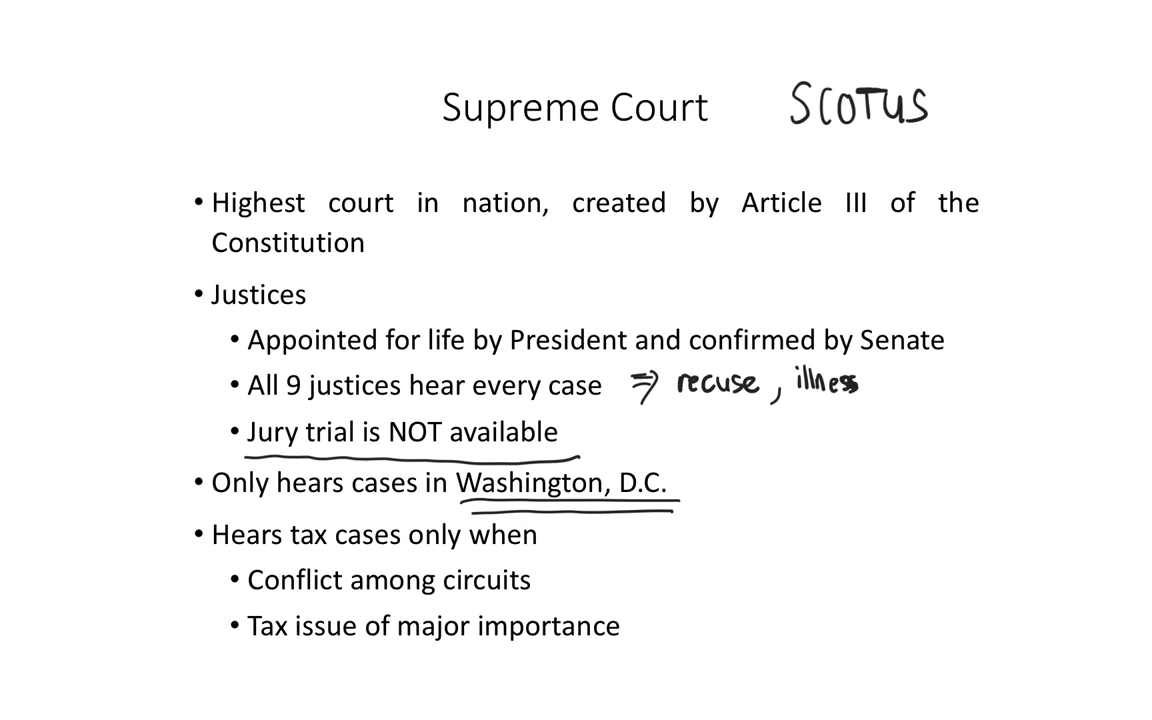 Supreme Court SCOTUS
• Highest court in nation, created by Article III of the
Constitution
• Justices
• Appointed for life by President and confirmed by Senate
• All 9 justices hear every case ⇒ recuse, illness
• Jury trial is NOT available
• Only hears cases in Washington, D.C.
• Hears tax cases only when
• Conflict among circuits
• Tax issue of major importance